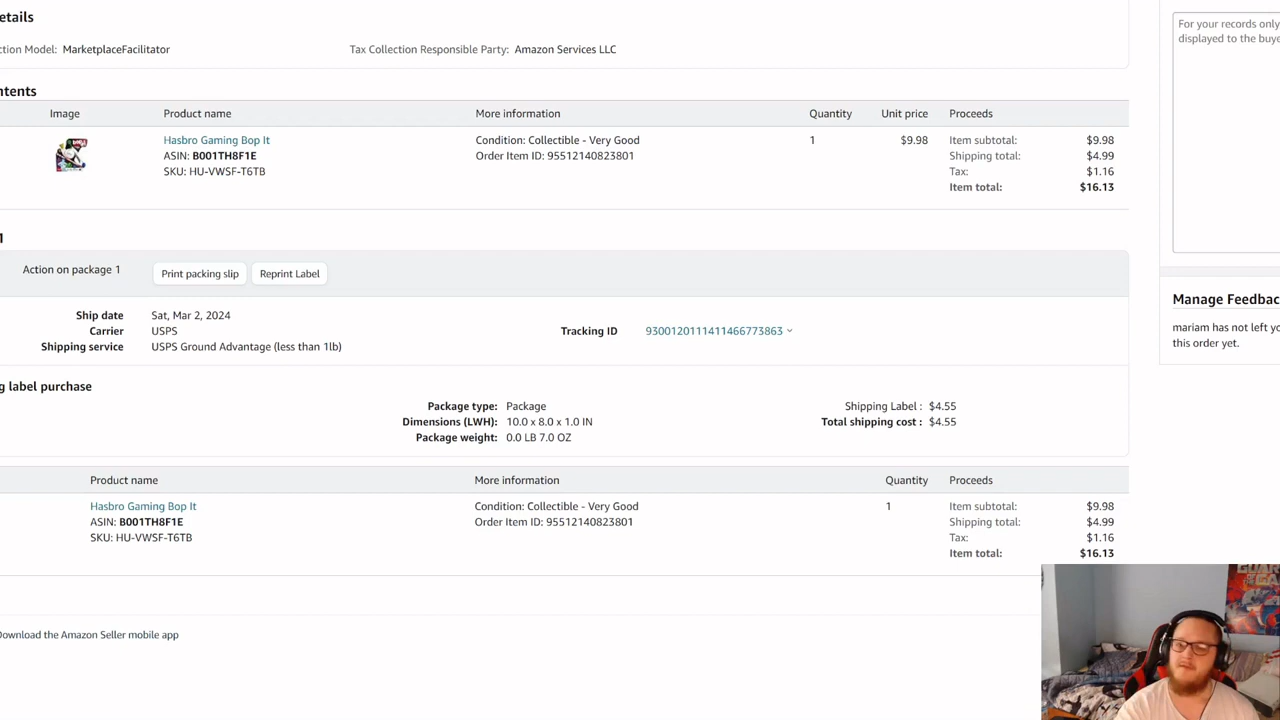 etails
ction Model: MarketplaceFacilitator
Tax Collection Responsible Party: Amazon Services LLC
For your records only
displayed to the buye
ntents
Image Product name More information Quantity Unit price Proceeds
Hasbro Gaming Bop It
ASIN: B001TH8F1E
SKU: HU-VWSF-T6TB
Condition: Collectible - Very Good
Order Item ID: 95512140823801
1
$9.98
Item subtotal: $9.98
Shipping total: $4.99
Tax: $1.16
Item total: $16.13
1
Action on package 1
Print packing slip
Reprint Label
Ship date Sat, Mar 2, 2024
Carrier USPS
Shipping service USPS Ground Advantage (less than 1lb)
Tracking ID 9300120111411466773863
Manage Feedbac
mariam has not left yo
this order yet.
g label purchase
Package type: Package
Dimensions (LWH): 10.0 x 8.0 x 1.0 IN
Package weight: 0.0 LB 7.0 OZ
Shipping Label : $4.55
Total shipping cost : $4.55
Product name More information Quantity Proceeds
Hasbro Gaming Bop It
ASIN: B001TH8F1E
SKU: HU-VWSF-T6TB
Condition: Collectible - Very Good
Order Item ID: 95512140823801
1
Item subtotal: $9.98
Shipping total: $4.99
Tax: $1.16
Item total: $16.13
Download the Amazon Seller mobile app